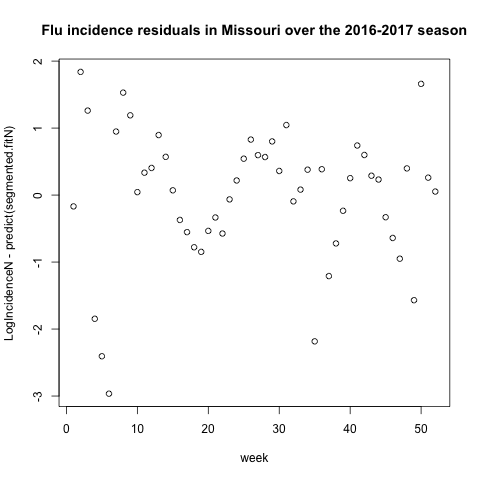 Flu incidence residuals in Missouri over the 2016-2017 season
LogIncidenceN - predict(segmented.fitN)
2
1
0
-1
-2
-3
0 10 20 30 40 50
week